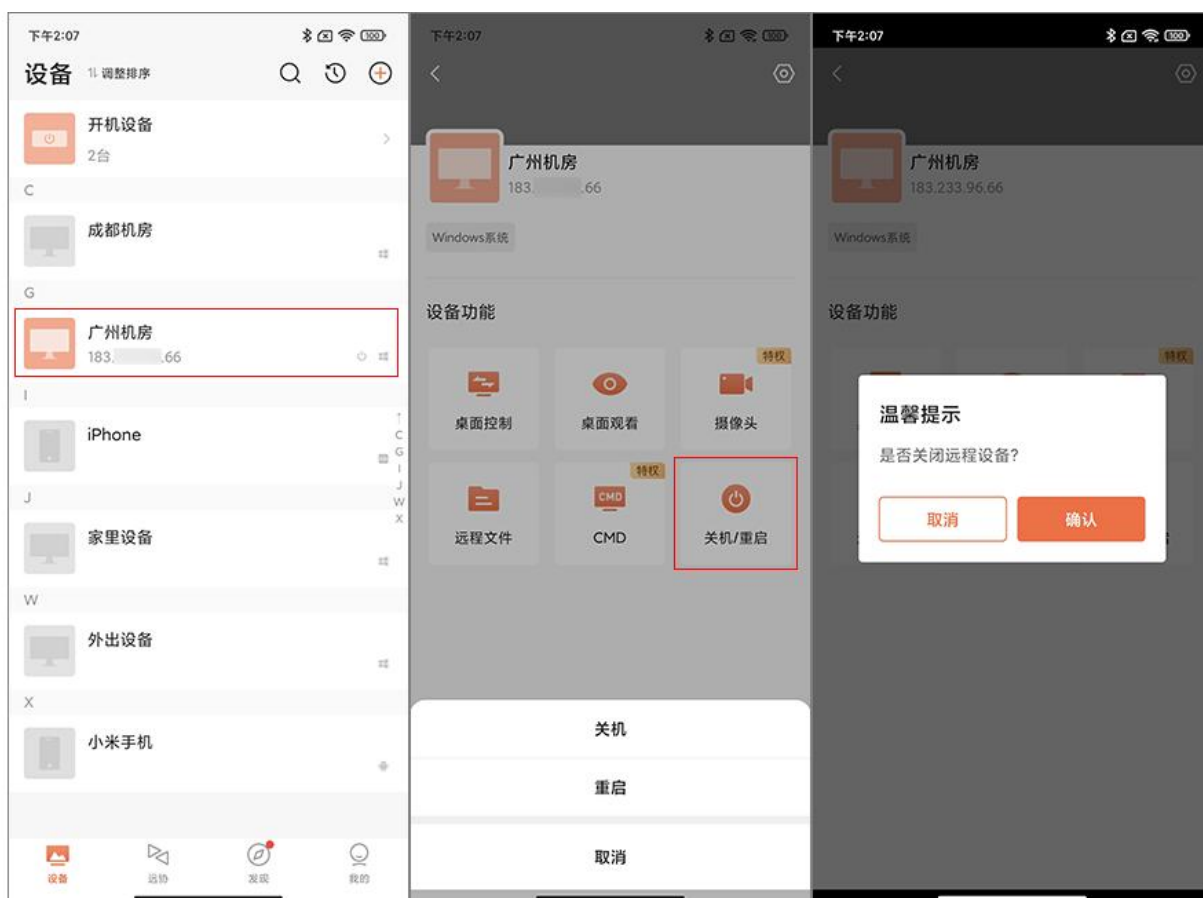 下午2:07
100
设备
调整排序
开机设备
2台
C
成都机房
G
广州机房
183. .66
I
iPhone
J
家里设备
W
外出设备
X
小米手机
↑
C
G
I
J
W
X
设备
远协
发现
我的
下午2:07
100
广州机房
183. .66
Windows系统
设备功能
桌面控制
桌面观看
特权
摄像头
远程文件
特权
CMD
CMD
关机/重启
关机
重启
取消
下午2:07
100
广州机房
183.233.96.66
Windows系统
设备功能
特权
温馨提示
是否关闭远程设备?
取消
确认